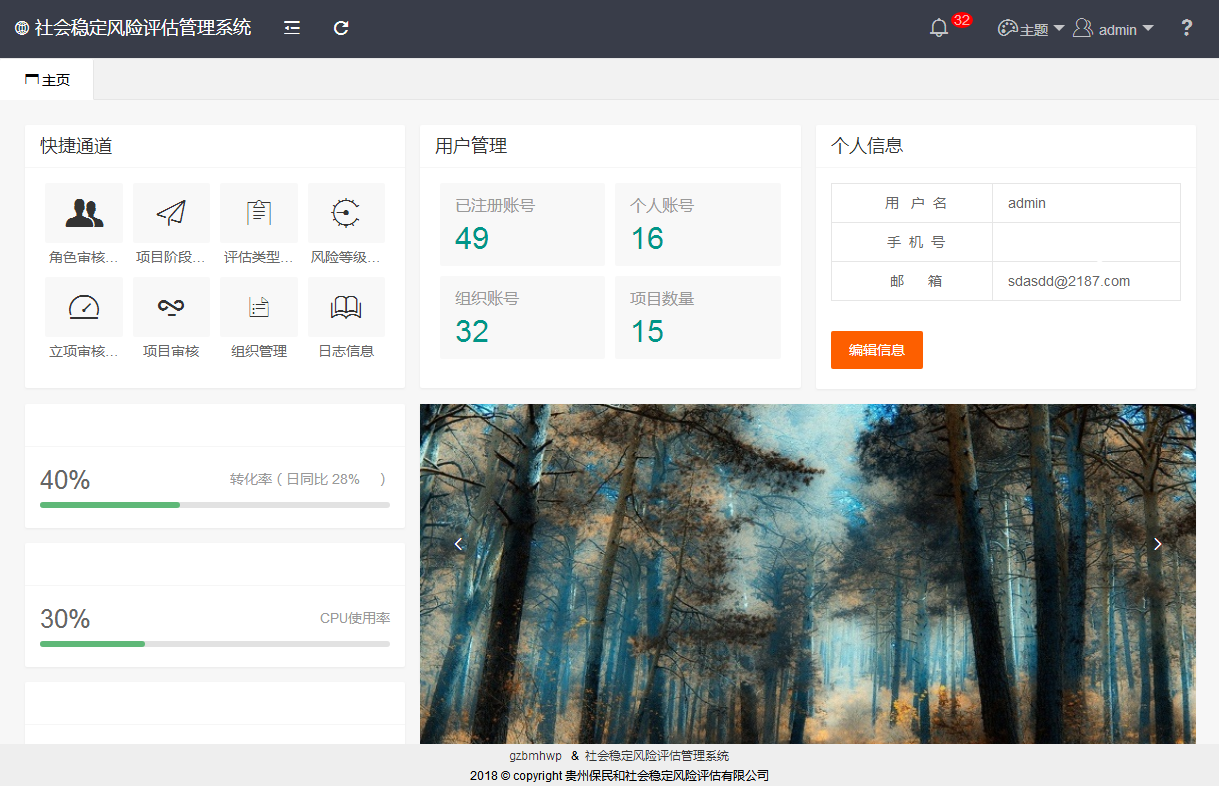 社会稳定风险评估管理系统
32
主题
admin
?
主页
快捷通道
角色审核...
项目阶段...
评估类型...
风险等级...
立项审核...
项目审核
组织管理
日志信息
用户管理
已注册账号
49
个人账号
16
组织账号
32
项目数量
15
个人信息
用 户 名
admin
手 机 号
邮 箱
sdasdd@2187.com
编辑信息
40%
转化率 ( 日同比 28% )
30%
CPU使用率
gzbmhwp & 社会稳定风险评估管理系统
2018 © copyright 贵州保民和社会稳定风险评估有限公司